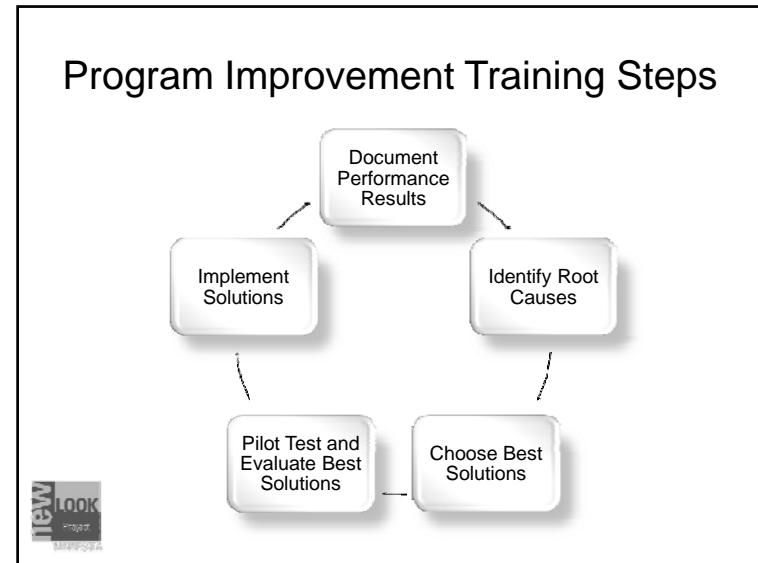 Program Improvement Training Steps
Document
Performance
Results
Identify Root
Causes
Choose Best
Solutions
Pilot Test and
Evaluate Best
Solutions
Implement
Solutions
new
LOOK
Project